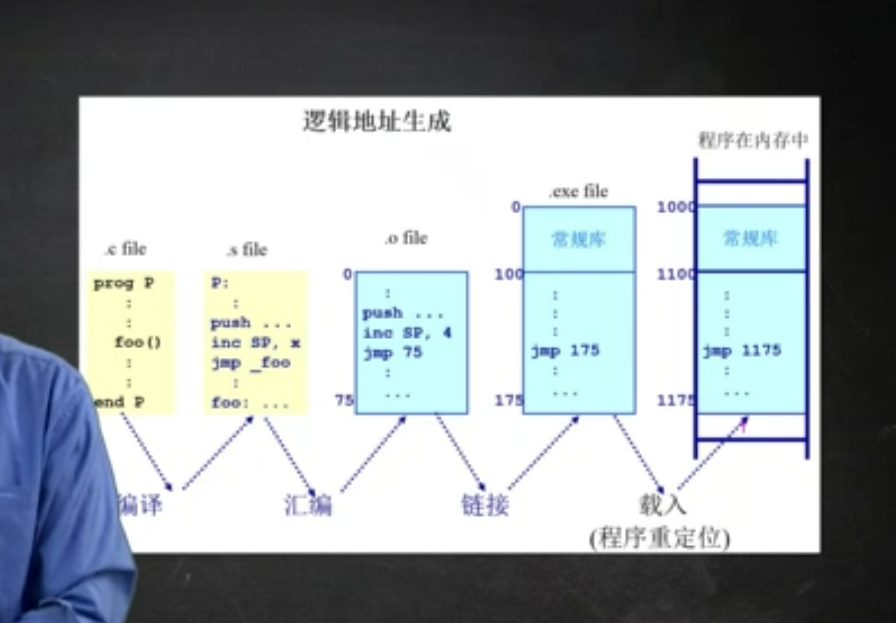 逻辑地址生成
程序在内存中
.c file
prog P
:
:
foo()
:
:
end P
.s file
P:
:
push ...
inc SP, x
jmp _foo
:
foo: ...
.o file
0
:
push ...
inc SP, 4
jmp 75
:
...
75
.exe file
0
常规库
100
:
:
:
jmp 175
:
...
175
1000
常规库
1100
:
:
:
jmp 1175
:
...
1175
编译
汇编
链接
载入
(程序重定位)